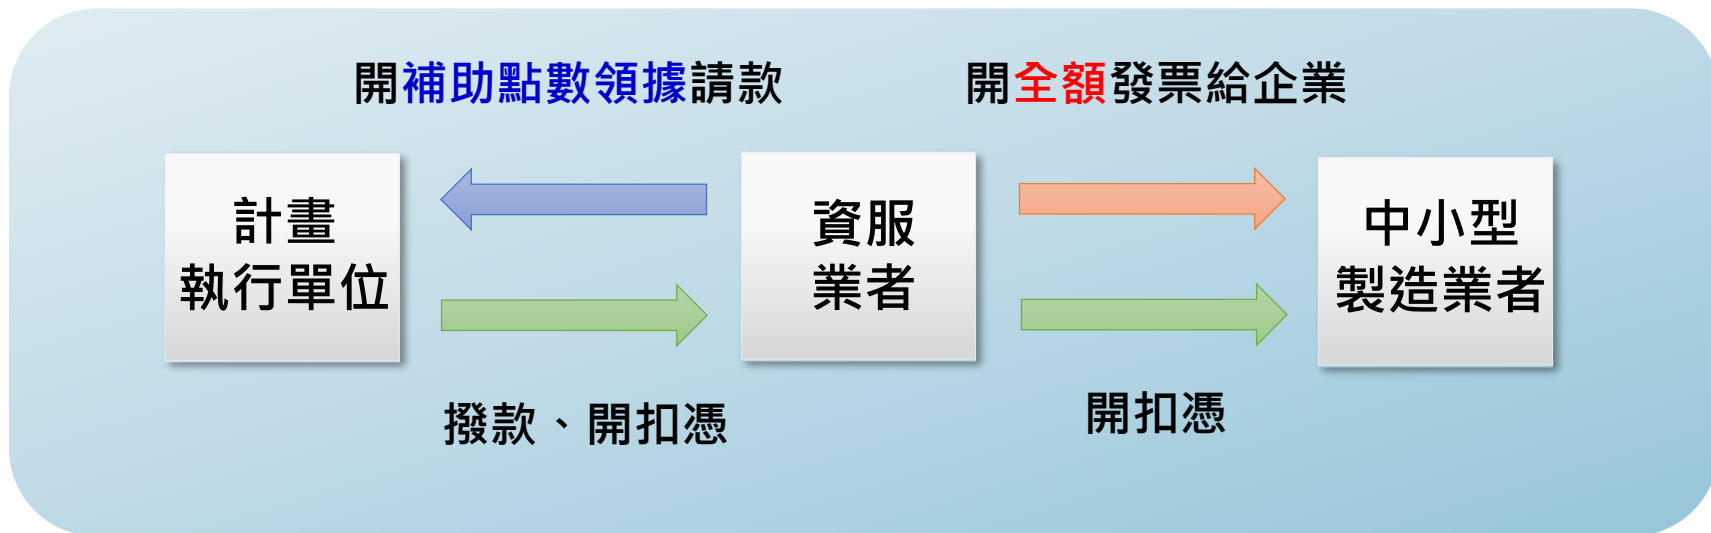 開補助點數領據請款
開全額發票給企業
計畫
執行單位
資服
業者
中小型
製造業者
撥款、開扣憑
開扣憑